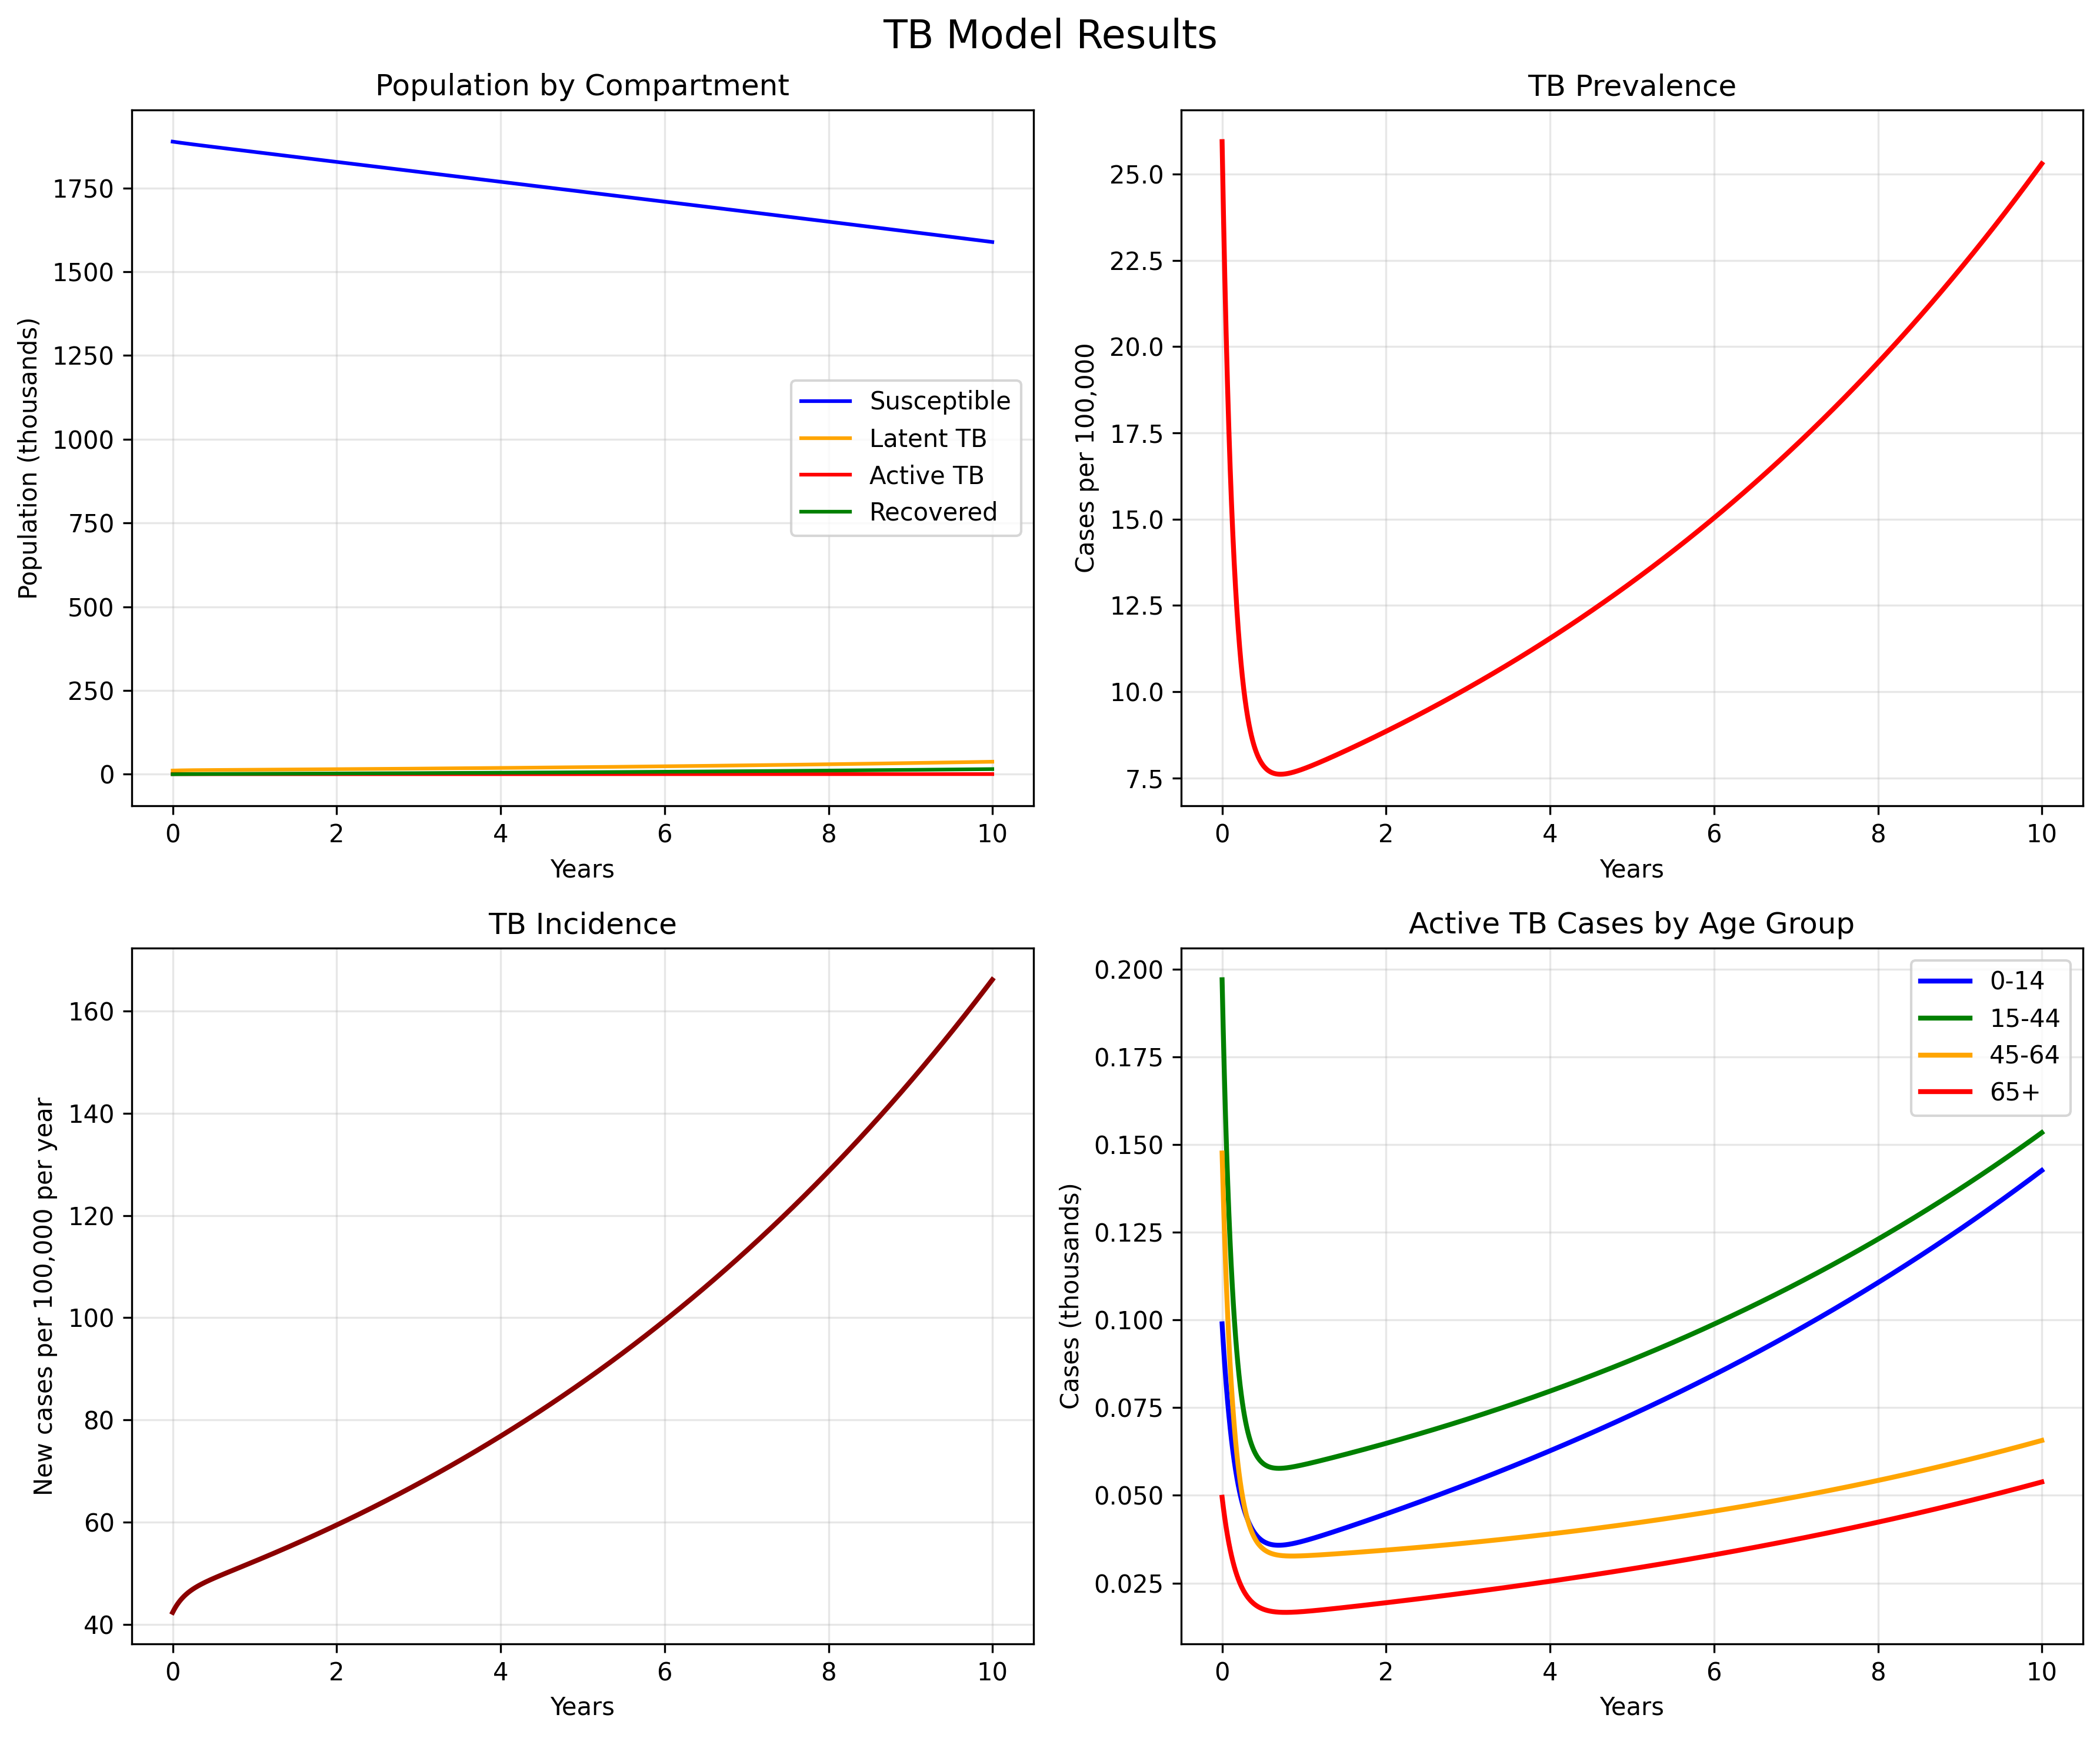 TB Model Results
Population by Compartment
Population (thousands)
1750
1500
1250
1000
750
500
250
0
Susceptible
Latent TB
Active TB
Recovered
0 2 4 6 8 10
Years
TB Prevalence
Cases per 100,000
25.0
22.5
20.0
17.5
15.0
12.5
10.0
7.5
0 2 4 6 8 10
Years
TB Incidence
New cases per 100,000 per year
160
140
120
100
80
60
40
0 2 4 6 8 10
Years
Active TB Cases by Age Group
Cases (thousands)
0.200
0.175
0.150
0.125
0.100
0.075
0.050
0.025
0-14
15-44
45-64
65+
0 2 4 6 8 10
Years